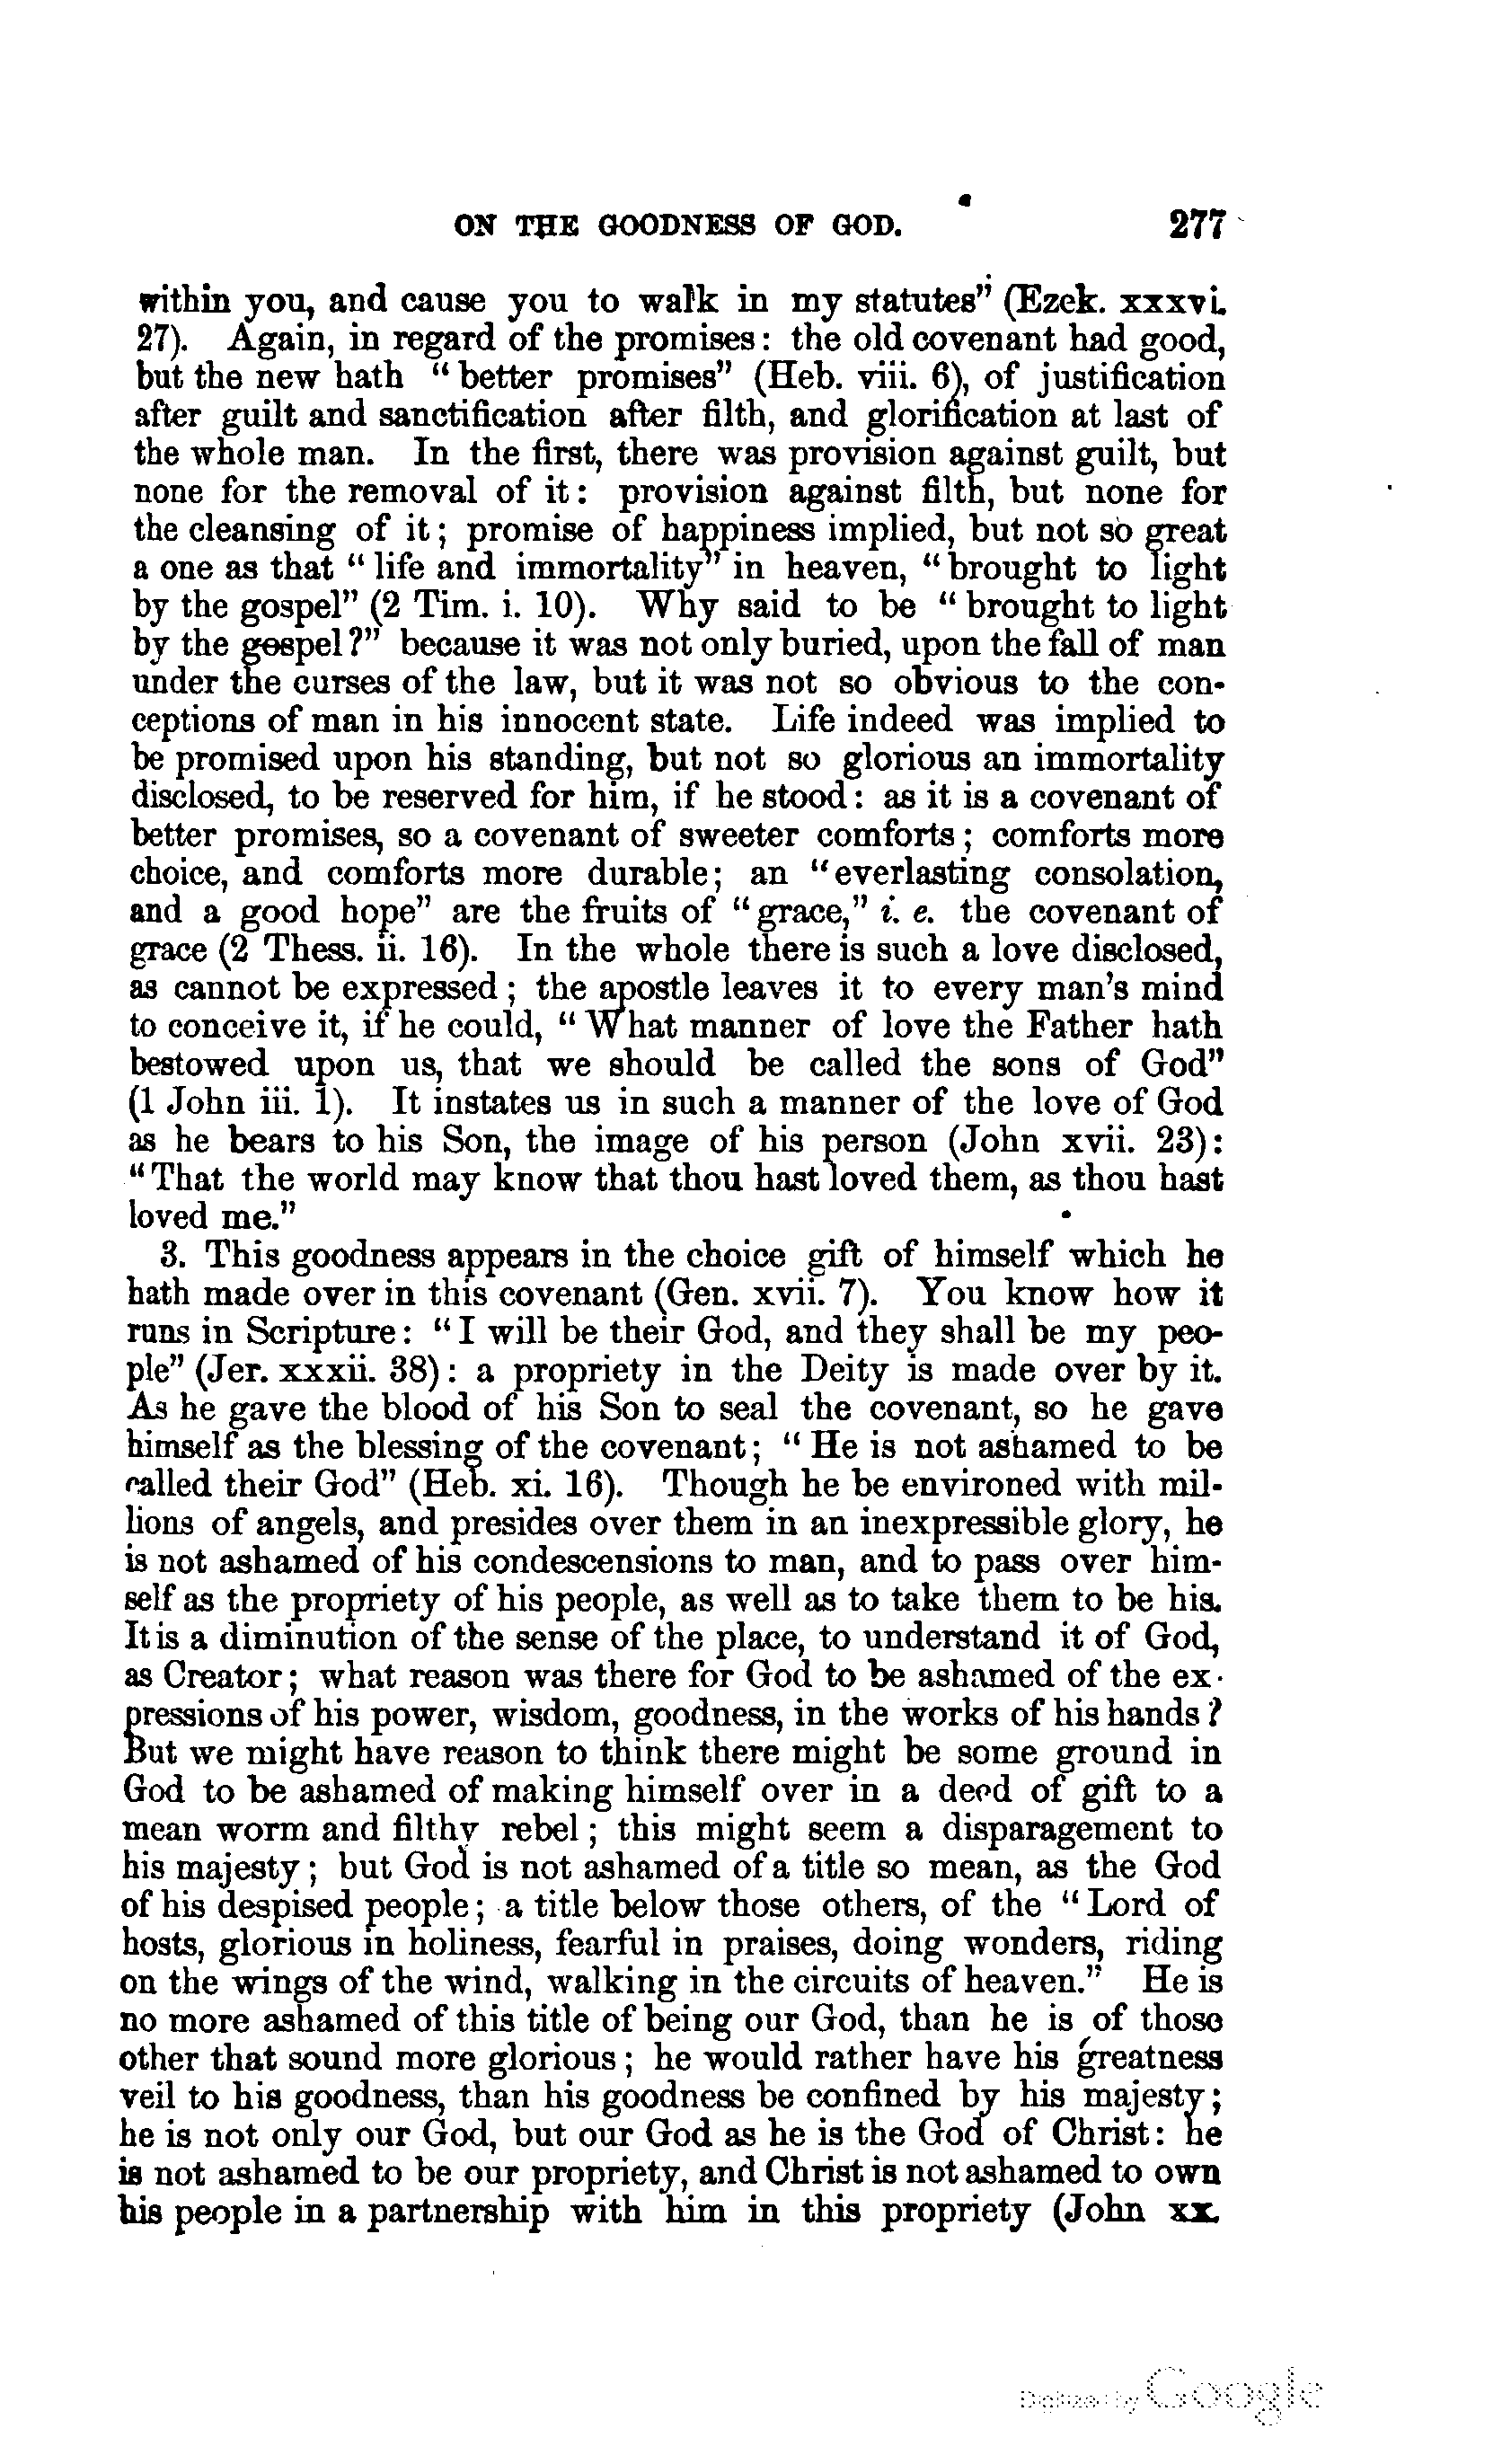 ON THE GOODNESS OF GOD. 277
within you, and cause you to walk in my statutes” (Ezek. xxxvi.
27). Again, in regard of the promises: the old covenant had good,
but the new hath “better promises” (Heb. viii. 6), of justification
after guilt and sanctification after filth, and glorification at last of
the whole man. In the first, there was provision against guilt, but
none for the removal of it: provision against filth, but none for
the cleansing of it; promise of happiness implied, but not so great
a one as that “life and immortality” in heaven, “brought to light
by the gospel” (2 Tim. i. 10). Why said to be “brought to light
by the gospel?” because it was not only buried, upon the fall of man
under the curses of the law, but it was not so obvious to the con-
ceptions of man in his innocent state. Life indeed was implied to
be promised upon his standing, but not so glorious an immortality
disclosed, to be reserved for him, if he stood: as it is a covenant of
better promises, so a covenant of sweeter comforts; comforts more
choice, and comforts more durable; an “everlasting consolation,
and a good hope” are the fruits of “grace,” i. e. the covenant of
grace (2 Thess. ii. 16). In the whole there is such a love disclosed,
as cannot be expressed; the apostle leaves it to every man's mind
to conceive it, if he could, “What manner of love the Father hath
bestowed upon us, that we should be called the sons of God”
(1 John iii. 1). It instates us in such a manner of the love of God
as he bears to his Son, the image of his person (John xvii. 23):
“That the world may know that thou hast loved them, as thou hast
loved me.”
3. This goodness appears in the choice gift of himself which he
hath made over in this covenant (Gen. xvii. 7). You know how it
runs in Scripture: “I will be their God, and they shall be my peo-
ple” (Jer. xxxii. 38): a propriety in the Deity is made over by it.
As he gave the blood of his Son to seal the covenant, so he gave
himself as the blessing of the covenant; “He is not ashamed to be
called their God” (Heb. xi. 16). Though he be environed with mil-
lions of angels, and presides over them in an inexpressible glory, he
is not ashamed of his condescensions to man, and to pass over him-
self as the propriety of his people, as well as to take them to be his.
It is a diminution of the sense of the place, to understand it of God,
as Creator; what reason was there for God to be ashamed of the ex-
pressions of his power, wisdom, goodness, in the works of his hands?
But we might have reason to think there might be some ground in
God to be ashamed of making himself over in a deed of gift to a
mean worm and filthy rebel; this might seem a disparagement to
his majesty; but God is not ashamed of a title so mean, as the God
of his despised people; a title below those others, of the “Lord of
hosts, glorious in holiness, fearful in praises, doing wonders, riding
on the wings of the wind, walking in the circuits of heaven.” He is
no more ashamed of this title of being our God, than he is of those
other that sound more glorious; he would rather have his greatness
veil to his goodness, than his goodness be confined by his majesty;
he is not only our God, but our God as he is the God of Christ: he
is not ashamed to be our propriety, and Christ is not ashamed to own
his people in a partnership with him in this propriety (John xx.
Digitized by Google